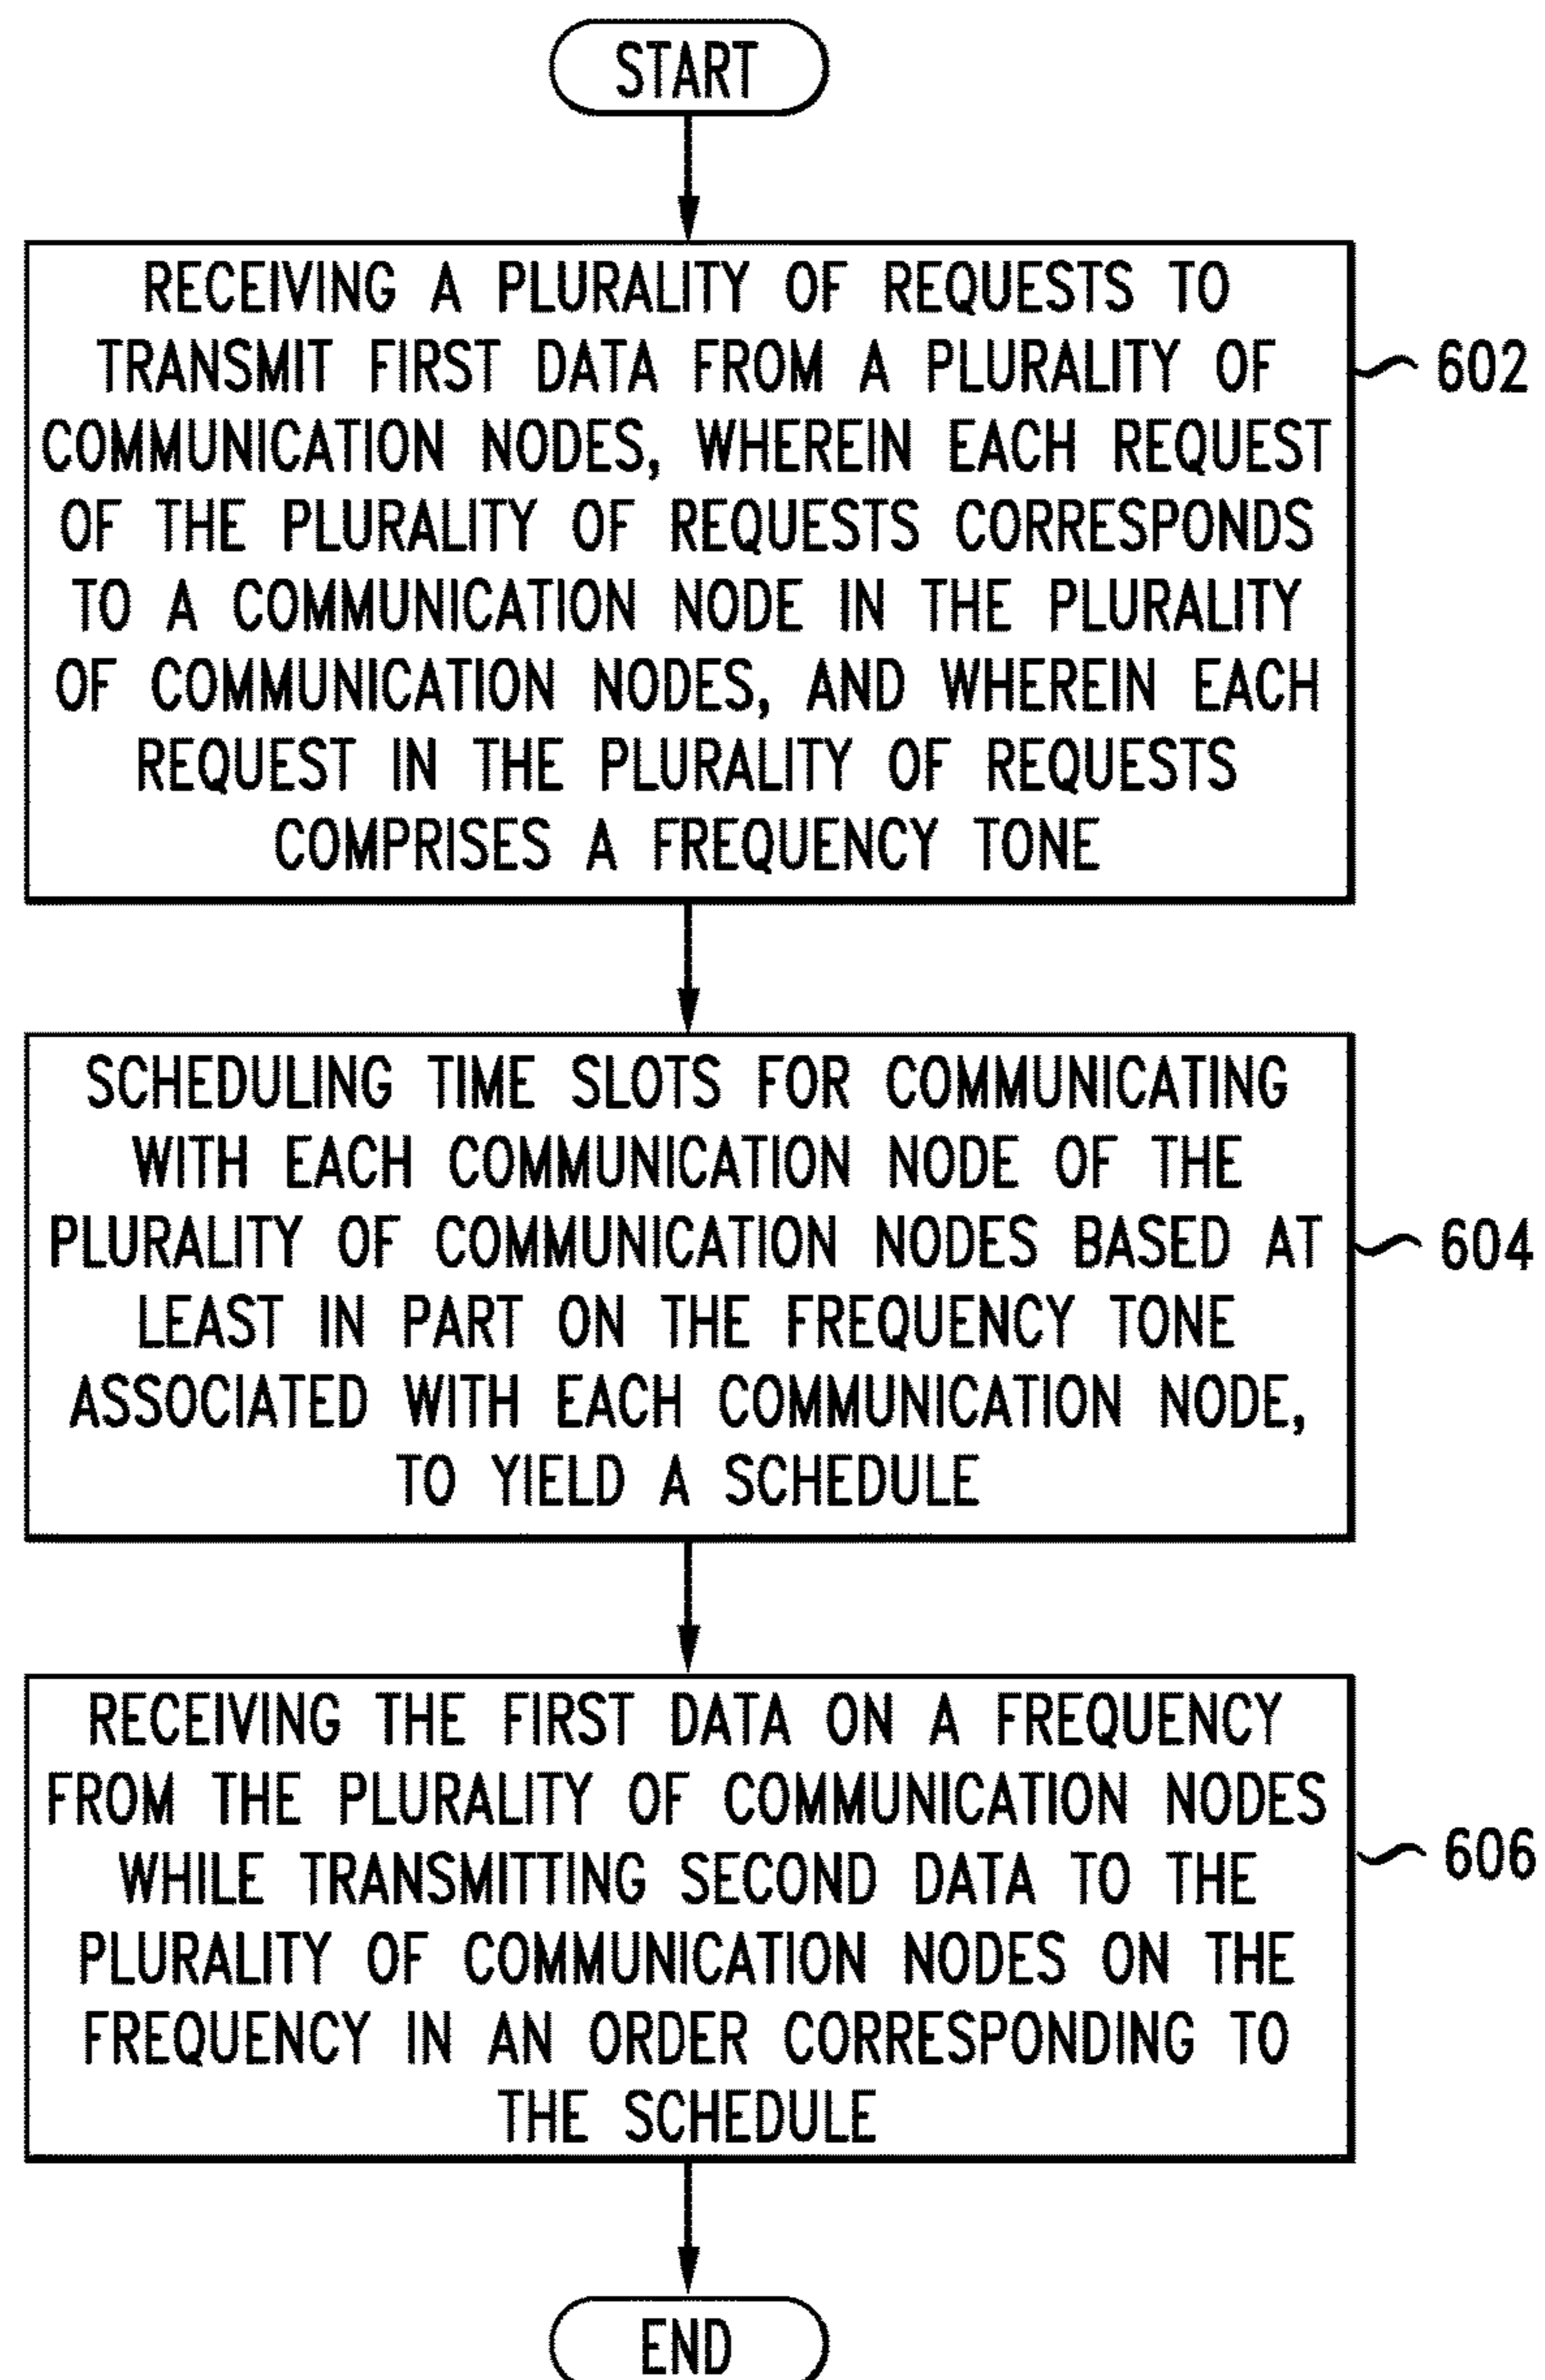 START
RECEIVING A PLURALITY OF REQUESTS TO
TRANSMIT FIRST DATA FROM A PLURALITY OF
COMMUNICATION NODES, WHEREIN EACH REQUEST
OF THE PLURALITY OF REQUESTS CORRESPONDS
TO A COMMUNICATION NODE IN THE PLURALITY
OF COMMUNICATION NODES, AND WHEREIN EACH
REQUEST IN THE PLURALITY OF REQUESTS
COMPRISES A FREQUENCY TONE
602
SCHEDULING TIME SLOTS FOR COMMUNICATING
WITH EACH COMMUNICATION NODE OF THE
PLURALITY OF COMMUNICATION NODES BASED AT
LEAST IN PART ON THE FREQUENCY TONE
ASSOCIATED WITH EACH COMMUNICATION NODE,
TO YIELD A SCHEDULE
604
RECEIVING THE FIRST DATA ON A FREQUENCY
FROM THE PLURALITY OF COMMUNICATION NODES
WHILE TRANSMITTING SECOND DATA TO THE
PLURALITY OF COMMUNICATION NODES ON THE
FREQUENCY IN AN ORDER CORRESPONDING TO
THE SCHEDULE
606
END